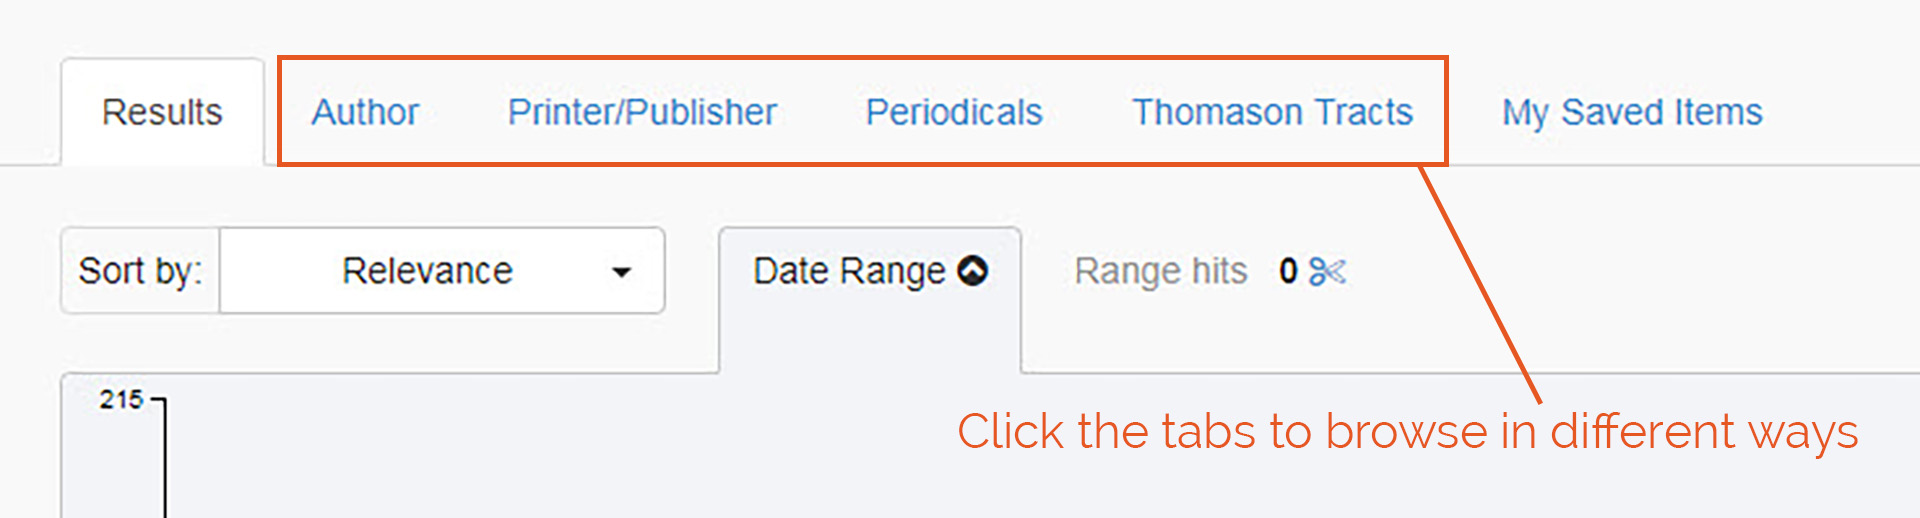 Results Author Printer/Publisher Periodicals Thomason Tracts My Saved Items
Sort by: Relevance Date Range Range hits 0
215
Click the tabs to browse in different ways